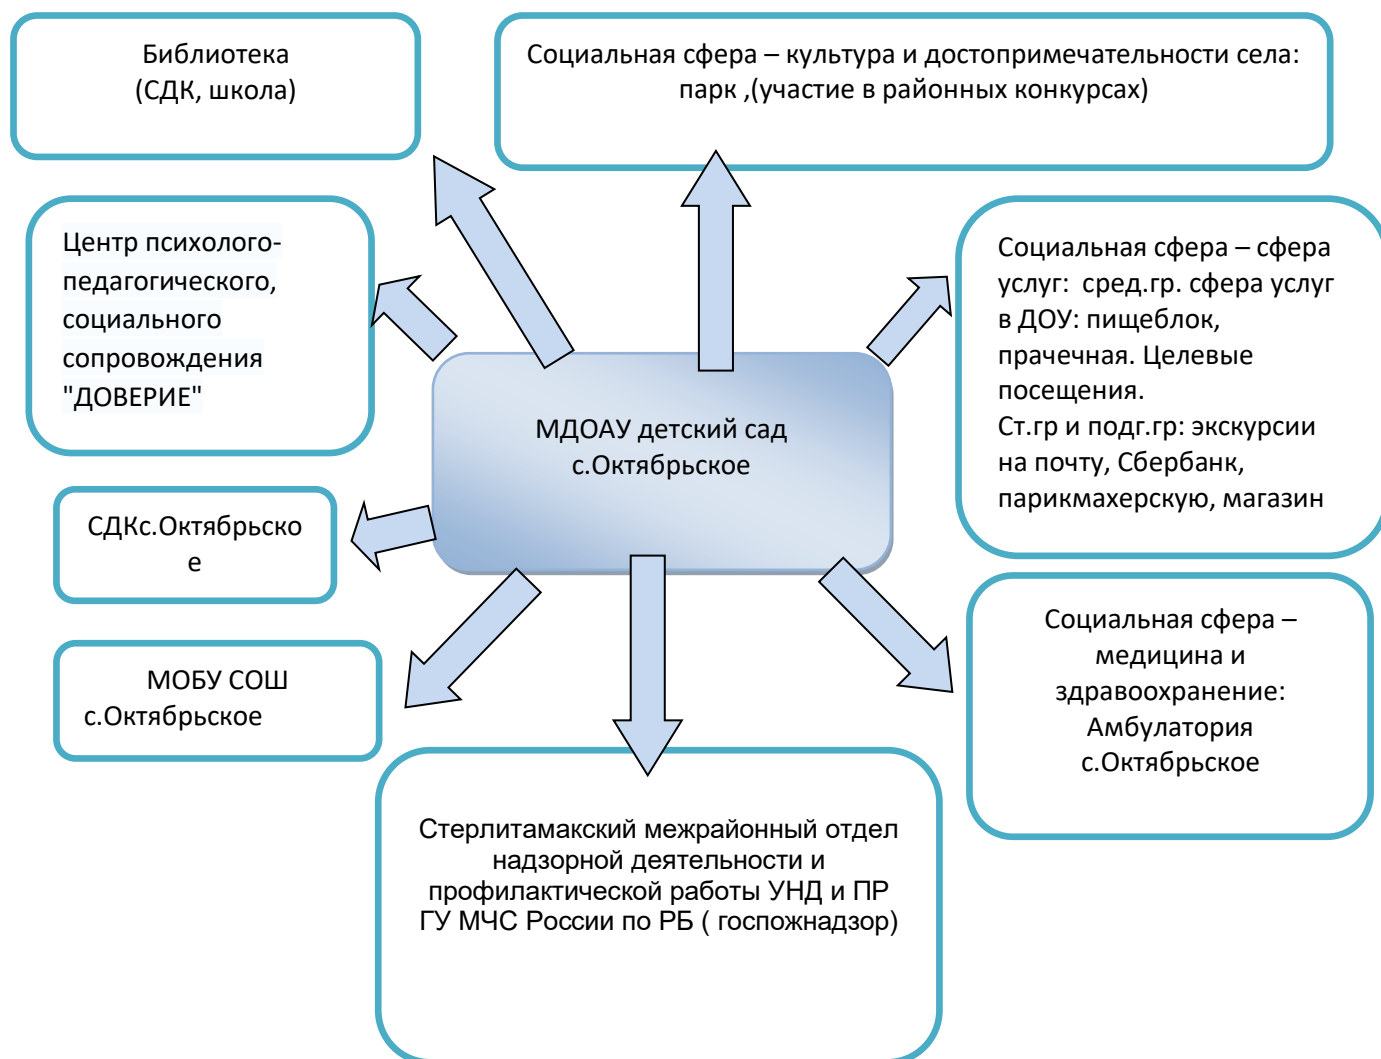 Библиотека
(СДК, школа)
Социальная сфера – культура и достопримечательности села:
парк ,(участие в районных конкурсах)
Центр психолого-
педагогического,
социального
сопровождения
"ДОВЕРИЕ"
Социальная сфера – сфера
услуг:  сред.гр. сфера услуг
в ДОУ: пищеблок,
прачечная. Целевые
посещения.
Ст.гр и подг.гр: экскурсии
на почту, Сбербанк,
парикмахерскую, магазин
МДОАУ детский сад
с.Октябрьское
СДКс.Октябрьско
е
МОБУ СОШ
с.Октябрьское
Социальная сфера –
медицина и
здравоохранение:
Амбулатория
с.Октябрьское
Стерлитамакский межрайонный отдел
надзорной деятельности и
профилактической работы УНД и ПР
ГУ МЧС России по РБ ( госпожнадзор)